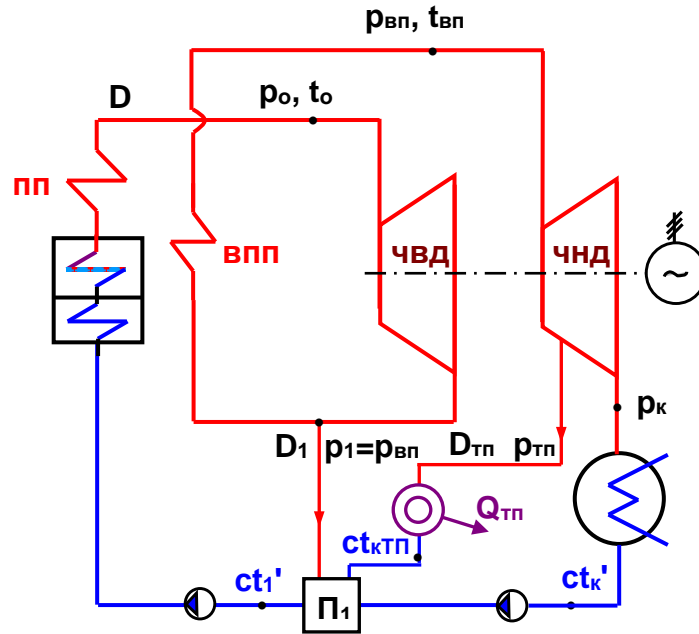 pвп, tвп
D
pо, tо
пп
впп
чвд
чнд
~
pк
D₁
p₁=pвп
Dтп
pтп
Qтп
ctкТП
ct₁'
П₁
ctк'